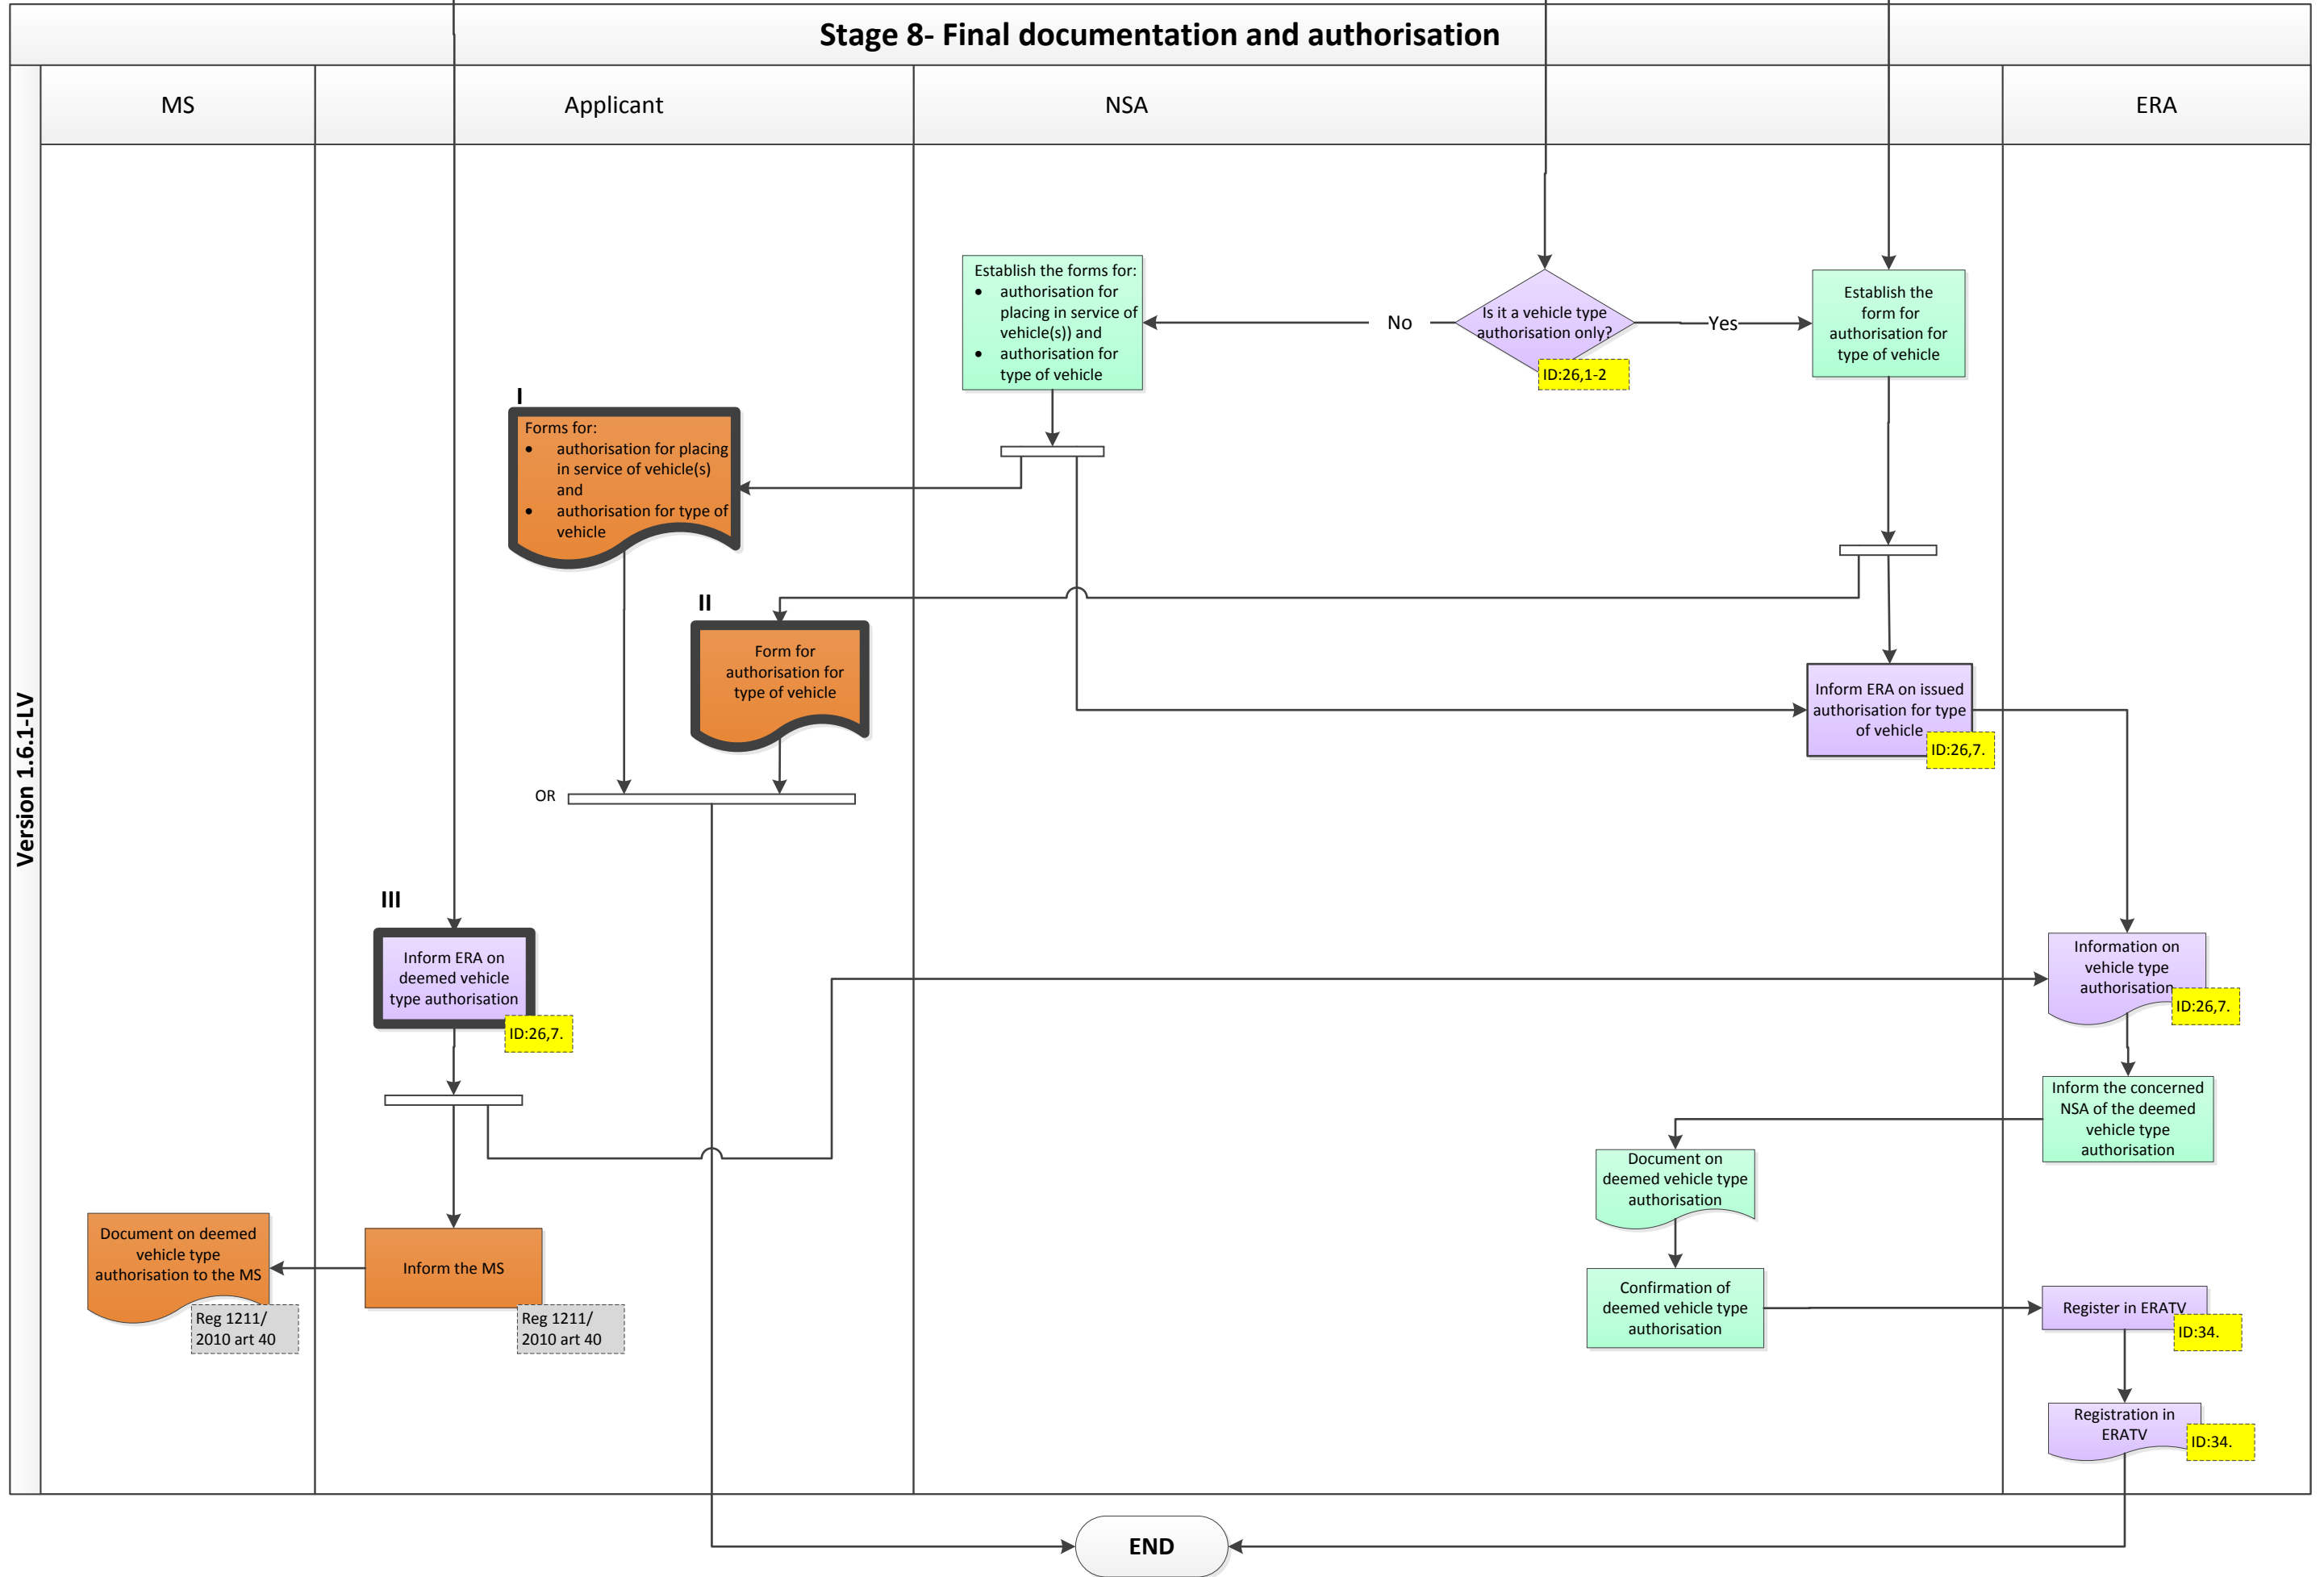 Stage 8- Final documentation and authorisation
MS
Applicant
NSA
ERA
Version 1.6.1-LV
Establish the forms for:
• authorisation for
placing in service of
vehicle(s)) and
• authorisation for
type of vehicle
No
Is it a vehicle type
authorisation only?
ID:26,1-2
Yes
Establish the
form for
authorisation for
type of vehicle
I
Forms for:
• authorisation for placing
in service of vehicle(s)
and
• authorisation for type of
vehicle
II
Form for
authorisation for
type of vehicle
Inform ERA on issued
authorisation for type
of vehicle
ID:26,7.
OR
III
Inform ERA on
deemed vehicle
type authorisation
ID:26,7.
Information on
vehicle type
authorisation
ID:26,7.
Inform the concerned
NSA of the deemed
vehicle type
authorisation
Document on
deemed vehicle type
authorisation
Document on deemed
vehicle type
authorisation to the MS
Reg 1211/
2010 art 40
Inform the MS
Reg 1211/
2010 art 40
Confirmation of
deemed vehicle type
authorisation
Register in ERATV
ID:34.
Registration in
ERATV
ID:34.
END